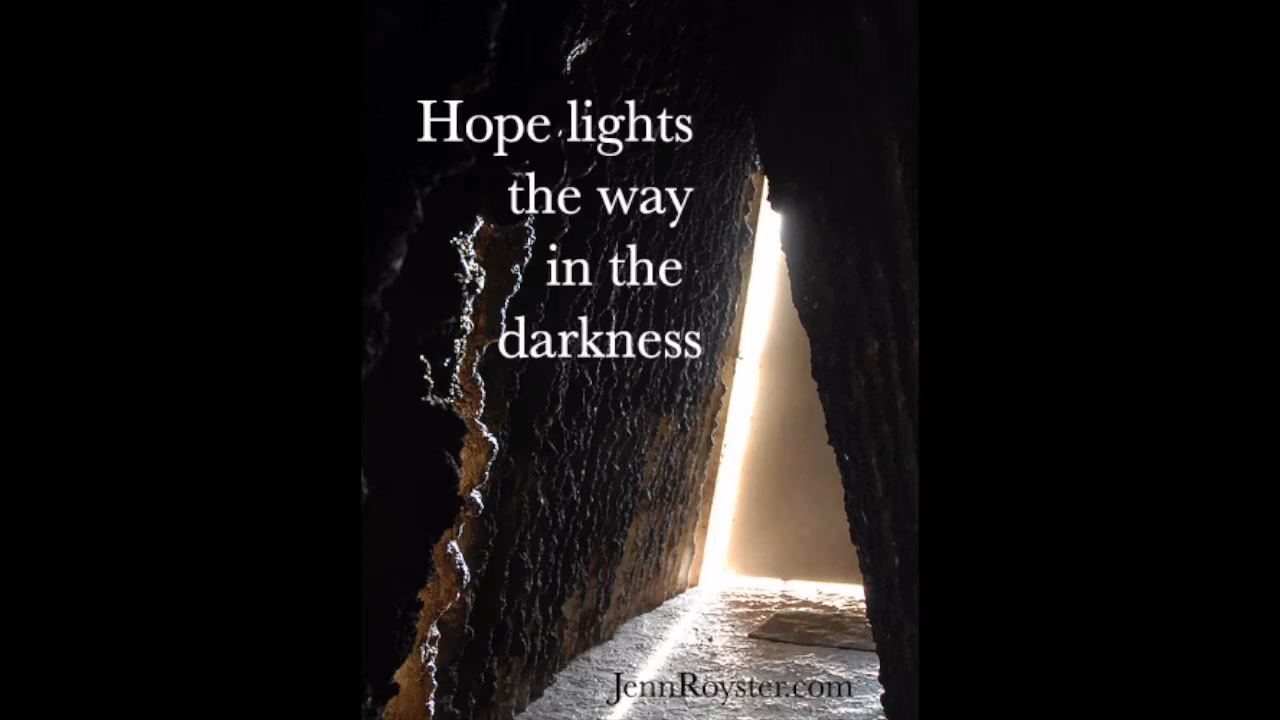 Hope lights
the way
in the
darkness
JennRoyster.com